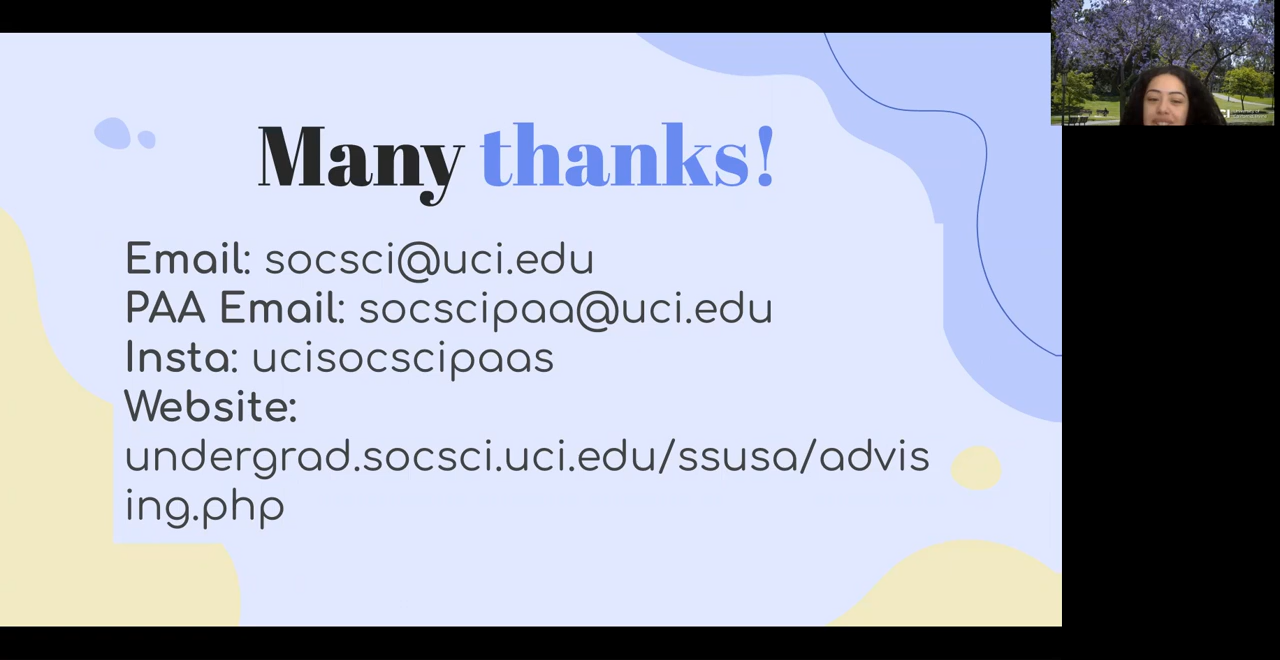 Many thanks!
Email: socsci@uci.edu
PAA Email: socscipaa@uci.edu
Insta: ucisocscipaas
Website:
undergrad.socsci.uci.edu/ssusa/advis
ing.php